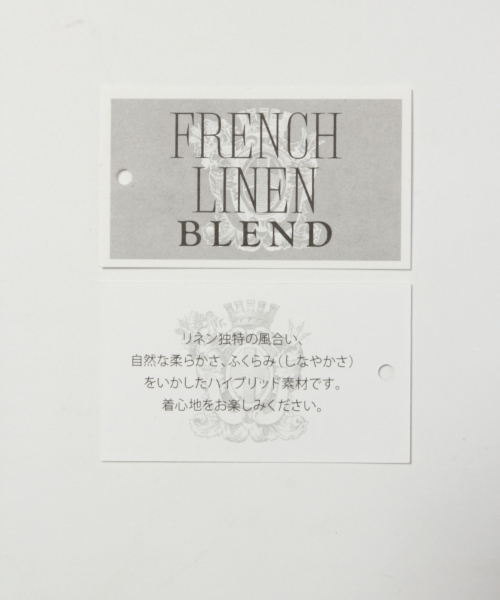 FRENCH
LINEN
BLEND
リネン独特の風合い、
自然な柔らかさ、ふくらみ(しなやかさ)
をいかしたハイブリッド素材です。
着心地をお楽しみください。